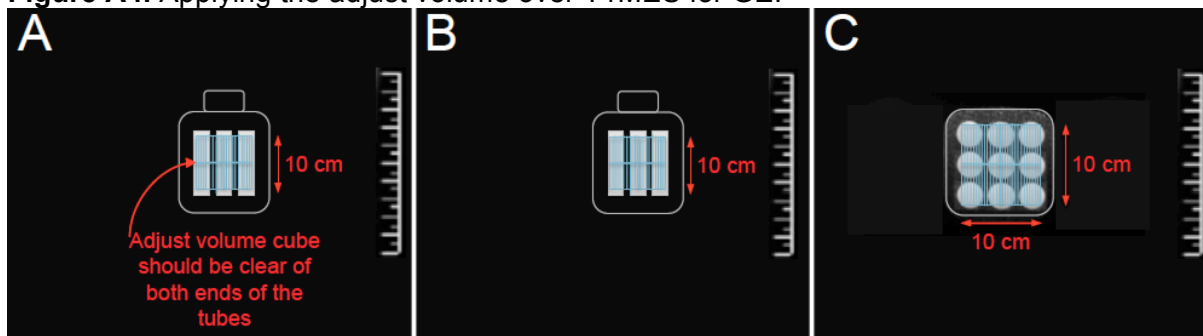 A
B
C
10 cm
10 cm
10 cm
10 cm
Adjust volume cube
should be clear of
both ends of the
tubes